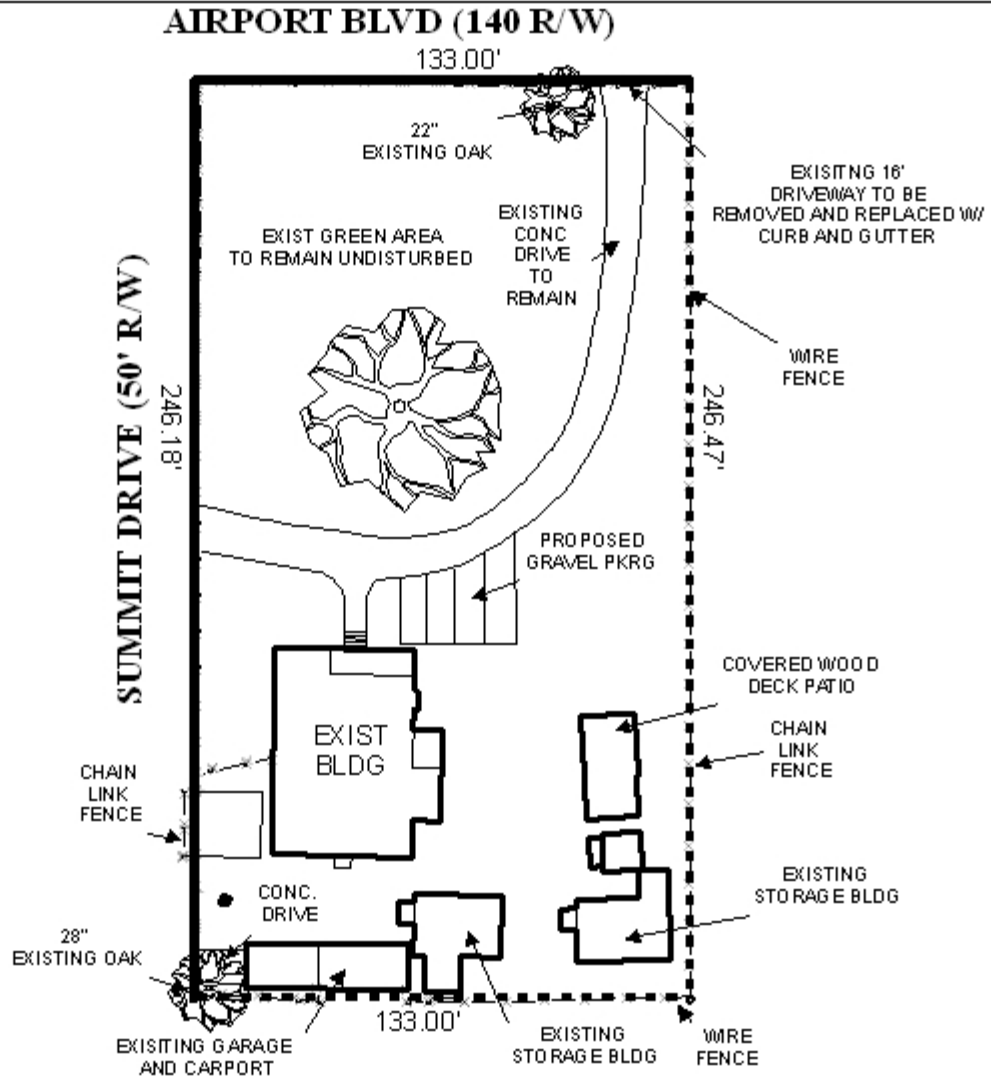 AIRPORT BLVD (140 R/W)
133.00'
22"
EXISTING OAK
EXISITNG 16'
DRIVEWAY TO BE
REMOVED AND REPLACED W/
CURB AND GUTTER
EXISTING
CONC
DRIVE
TO
REMAIN
EXIST GREEN AREA
TO REMAIN UNDISTURBED
SUMMIT DRIVE (50' R/W)
246.18'
WIRE
FENCE
246.47'
PROPOSED
GRAVEL PKRG
COVERED WOOD
DECK PATIO
EXIST
BLDG
CHAIN
LINK
FENCE
CHAIN
LINK
FENCE
EXISTING
STORAGE BLDG
CONC.
DRIVE
28"
EXISTING OAK
133.00'
EXISITING GARAGE
AND CARPORT
EXISTING
STORAGE BLDG
WIRE
FENCE